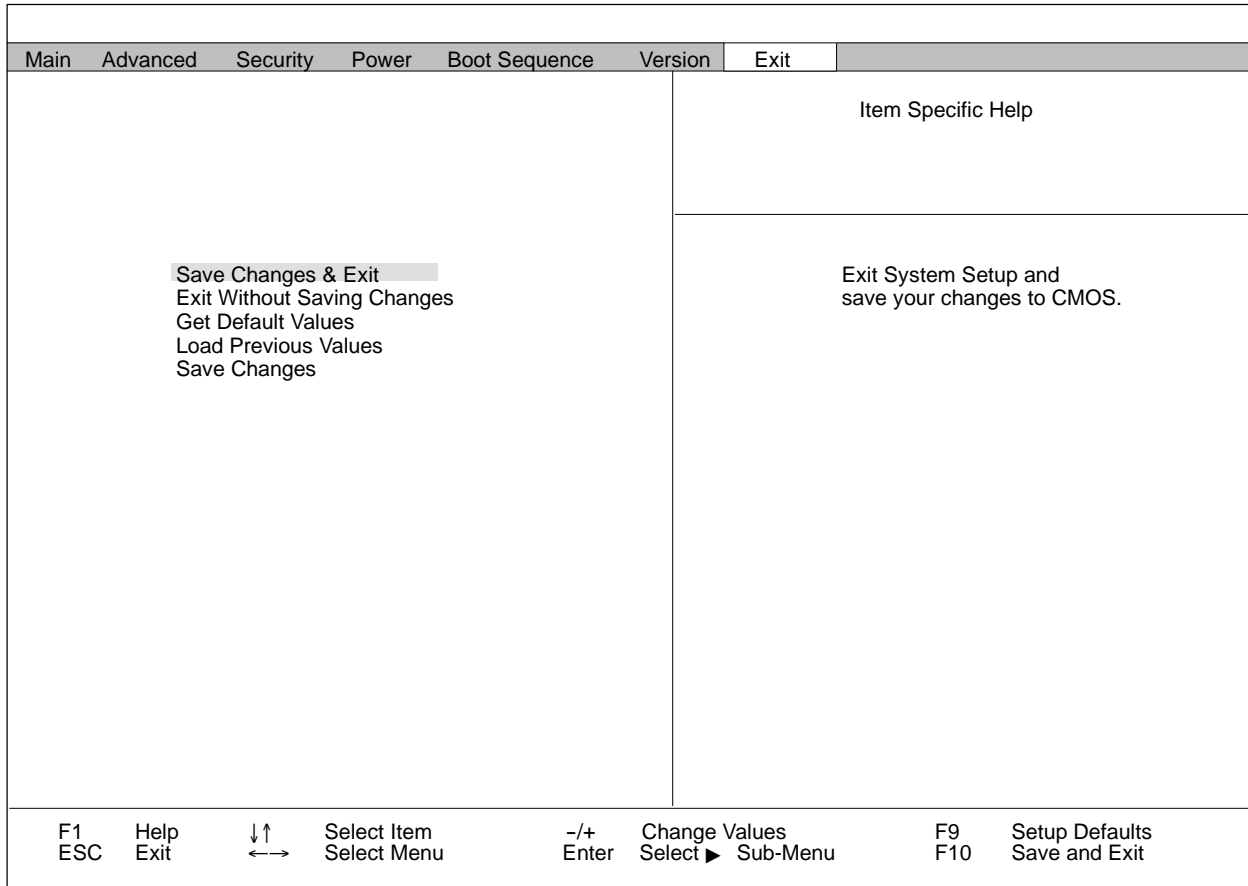 Main Advanced Security Power Boot Sequence Version Exit
Item Specific Help
Save Changes & Exit
Exit Without Saving Changes
Get Default Values
Load Previous Values
Save Changes
Exit System Setup and
save your changes to CMOS.
F1 Help ↓↑ Select Item –/+ Change Values F9 Setup Defaults
ESC Exit ←→ Select Menu Enter Select ▶ Sub-Menu F10 Save and Exit